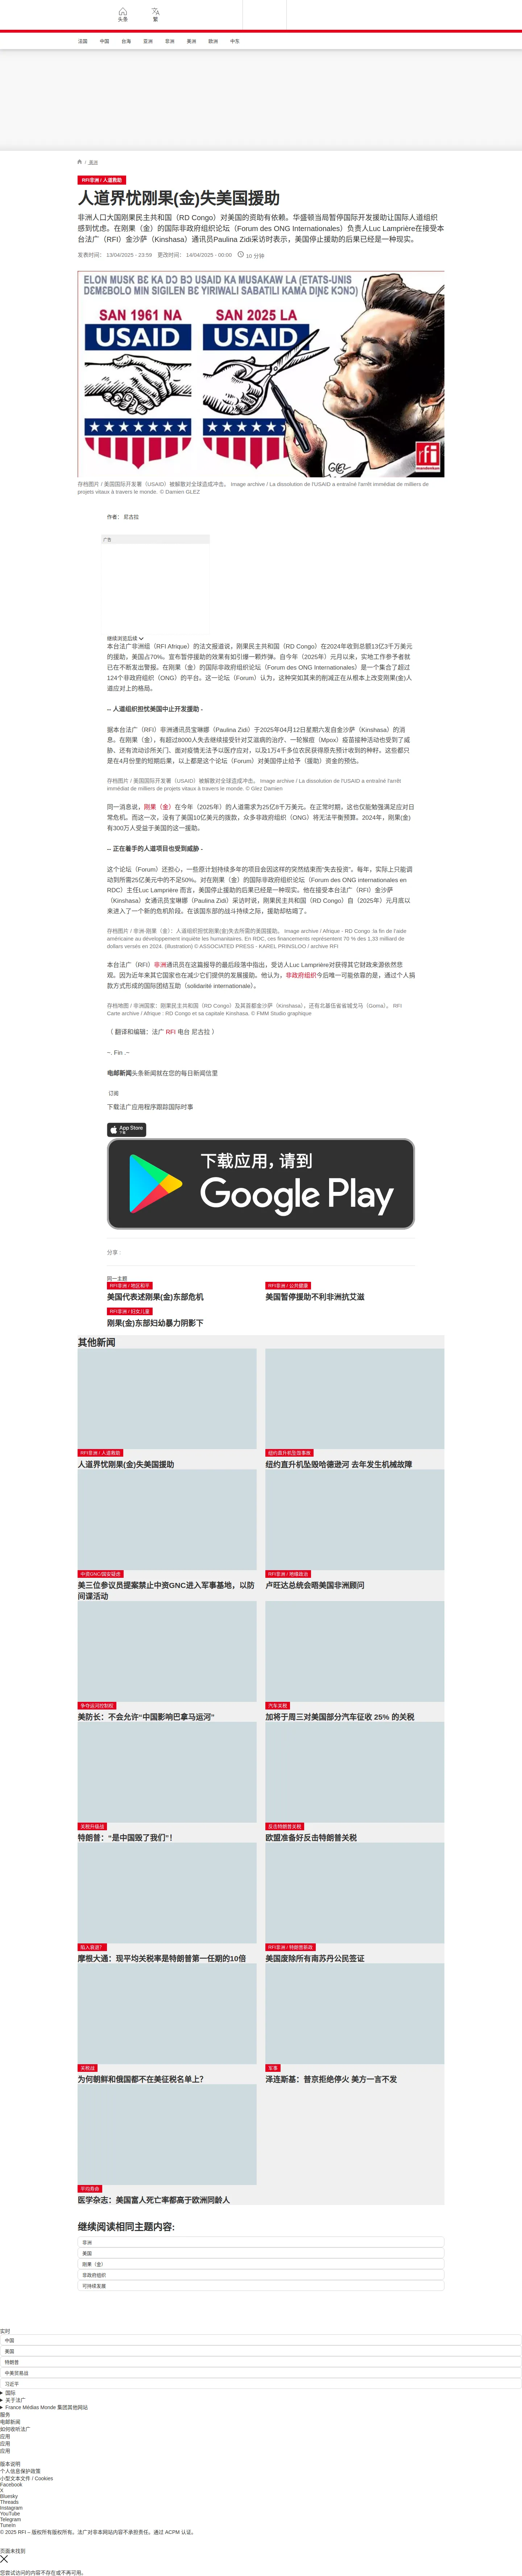 头条
繁
法国
中国
台海
亚洲
非洲
美洲
欧洲
中东
/ 非洲
RFI非洲 / 人道救助
人道界忧刚果(金)失美国援助
非洲人口大国刚果民主共和国（RD Congo）对美国的资助有依赖。华盛顿当局暂停国际开发援助让国际人道组织
感到忧虑。在刚果（金）的国际非政府组织论坛（Forum des ONG Internationales）负责人Luc Lamprière在接受本
台法广（RFI）金沙萨（Kinshasa）通讯员Paulina Zidi采访时表示，美国停止援助的后果已经是一种现实。
发表时间： 13/04/2025 - 23:59 更改时间： 14/04/2025 - 00:00 10 分钟
ELON MUSK BE KA DƆ BƐƐ USAID KA MUSAKAW LA (ETATS-UNIS
DƐMƐBOLO MIN SIGILEN BƐ YIRIWALI SABATILI KAMA DIƝƐ KƆNƆ)
SAN 1961 NA
SAN 2025 LA
USAID
USAID
GLEZ
rfi
mandenkan
存档图片 / 美国国际开发署（USAID）被解散对全球造成冲击。 Image archive / La dissolution de l'USAID a entraîné l'arrêt immédiat de milliers de
projets vitaux à travers le monde. © Damien GLEZ
作者： 尼古拉
广告
继续浏览后续
本台法广非洲组（RFI Afrique）的法文报道说，刚果民主共和国（RD Congo）在2024年收到总额13亿3千万美元
的援助，美国占70%。宣布暂停援助的效果有如引爆一颗炸弹。自今年（2025年）元月以来，实地工作参予者就
已在不断发出警报。在刚果（金）的国际非政府组织论坛（Forum des ONG Internationales）是一个集合了超过
124个非政府组织（ONG）的平台。这一论坛（Forum）认为，这种突如其来的削减正在从根本上改变刚果(金)人
道应对上的格局。
-- 人道组织担忧美国中止开发援助 -
据本台法广（RFI）非洲通讯员宝琳娜（Paulina Zidi）于2025年04月12日星期六发自金沙萨（Kinshasa）的消
息。在刚果（金），有超过8000人失去继续接受针对艾滋病的治疗、一轮猴痘（Mpox）疫苗接种活动也受到了威
胁、还有流动诊所关门、面对疫情无法予以医疗应对，以及1万4千多位农民获得原先预计收到的种籽。这些都只
是在4月份里的短期后果，以上都是这个论坛（Forum）对美国停止给予（援助）资金的预估。
存档图片 / 美国国际开发署（USAID）被解散对全球造成冲击。 Image archive / La dissolution de l'USAID a entraîné l'arrêt
immédiat de milliers de projets vitaux à travers le monde. © Glez Damien
同一消息说，刚果（金）在今年（2025年）的人道需求为25亿8千万美元。在正常时期，这也仅能勉强满足应对日
常危机。而这一次，没有了美国10亿美元的拨款，众多非政府组织（ONG）将无法平衡预算。2024年，刚果(金)
有300万人受益于美国的这一援助。
-- 正在着手的人道项目也受到威胁 -
这个论坛（Forum）还担心，一些原计划持续多年的项目会因这样的突然结束而"失去投资"。每年，实际上只能调
动到所需25亿美元中的不足50%。对在刚果（金）的国际非政府组织论坛（Forum des ONG internationales en
RDC）主任Luc Lamprière 而言，美国停止援助的后果已经是一种现实。他在接受本台法广（RFI）金沙萨
（Kinshasa）女通讯员宝琳娜（Paulina Zidi）采访时说，刚果民主共和国（RD Congo）自（2025年）元月底以
来进入了一个新的危机阶段。在该国东部的战斗持续之际，援助却枯竭了。
存档图片 / 非洲-刚果（金）：人道组织担忧刚果(金)失去所需的美国援助。 Image archive / Afrique - RD Congo :la fin de l'aide
américaine au développement inquiète les humanitaires. En RDC, ces financements représentaient 70 % des 1,33 milliard de
dollars versés en 2024. (illustration) © ASSOCIATED PRESS - KAREL PRINSLOO / archive RFI
本台法广（RFI）非洲通讯员在这篇报导的最后段落中指出，受访人Luc Lamprière对获得其它财政来源依然悲
观。因为近年来其它国家也在减少它们提供的发展援助。他认为，非政府组织今后唯一可能依靠的是，通过个人捐
款方式形成的国际团结互助（solidarité internationale）。
存档地图 / 非洲国家：刚果民主共和国（RD Congo）及其首都金沙萨（Kinshasa），还有北基伍省省城戈马（Goma）。 RFI
Carte archive / Afrique : RD Congo et sa capitale Kinshasa. © FMM Studio graphique
（ 翻译和编辑：法广 RFI 电台 尼古拉 ）
~. Fin .~
电邮新闻头条新闻就在您的每日新闻信里
订阅
下载法广应用程序跟踪国际时事
App Store
下载
下载应用，请到
Google Play
分享 :
同一主题
RFI非洲 / 地区和平
美国代表述刚果(金)东部危机
RFI非洲 / 公共健康
美国暂停援助不利非洲抗艾滋
RFI非洲 / 妇女儿童
刚果(金)东部妇幼暴力阴影下
其他新闻
RFI非洲 / 人道救助
人道界忧刚果(金)失美国援助
纽约直升机坠毁事故
纽约直升机坠毁哈德逊河 去年发生机械故障
中资GNC/国安疑虑
美三位参议员提案禁止中资GNC进入军事基地，以防
间谍活动
RFI非洲 / 地缘政治
卢旺达总统会晤美国非洲顾问
争夺运河控制权
美防长：不会允许“中国影响巴拿马运河”
汽车关税
加将于周三对美国部分汽车征收 25% 的关税
关税升级战
特朗普：“是中国毁了我们”！
反击特朗普关税
欧盟准备好反击特朗普关税
陷入衰退？
摩根大通：现平均关税率是特朗普第一任期的10倍
RFI非洲 / 特朗普新政
美国废除所有南苏丹公民签证
关税战
为何朝鲜和俄国都不在美征税名单上？
军事
泽连斯基：普京拒绝停火 美方一言不发
平均寿命
医学杂志：美国富人死亡率都高于欧洲同龄人
继续阅读相同主题内容:
非洲
美国
刚果（金）
非政府组织
可持续发展
实时
中国
美国
特朗普
中美贸易战
习近平
国际
关于法广
France Médias Monde 集团其他网站
服务
电邮新闻
如何收听法广
应用
应用
应用
版本说明
个人信息保护政策
小型文本文件 / Cookies
Facebook
X
Bluesky
Threads
Instagram
YouTube
Telegram
TuneIn
© 2025 RFI – 版权所有版权所有。法广对非本网站内容不承担责任。通过 ACPM 认证。
页面未找到
您尝试访问的内容不存在或不再可用。